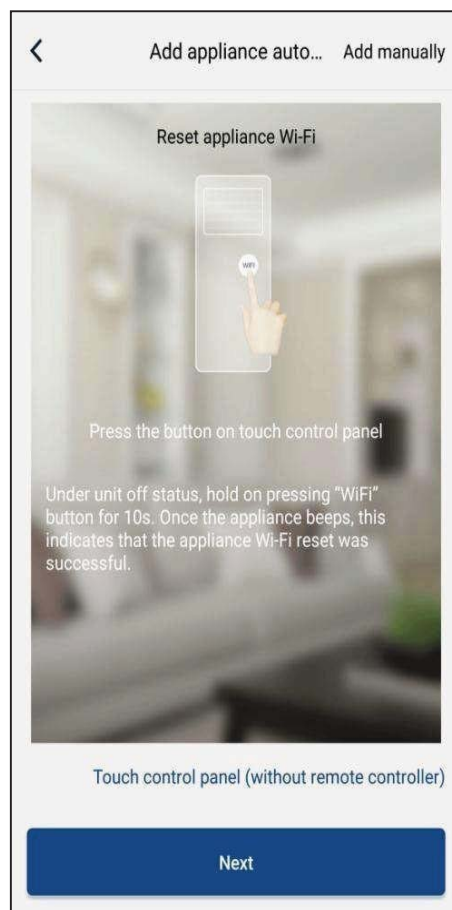 Add appliance auto... Add manually
Reset appliance Wi-Fi
WiFi
Press the button on touch control panel
Under unit off status, hold on pressing "WiFi"
button for 10s. Once the appliance beeps, this
indicates that the appliance Wi-Fi reset was
successful.
Touch control panel (without remote controller)
Next